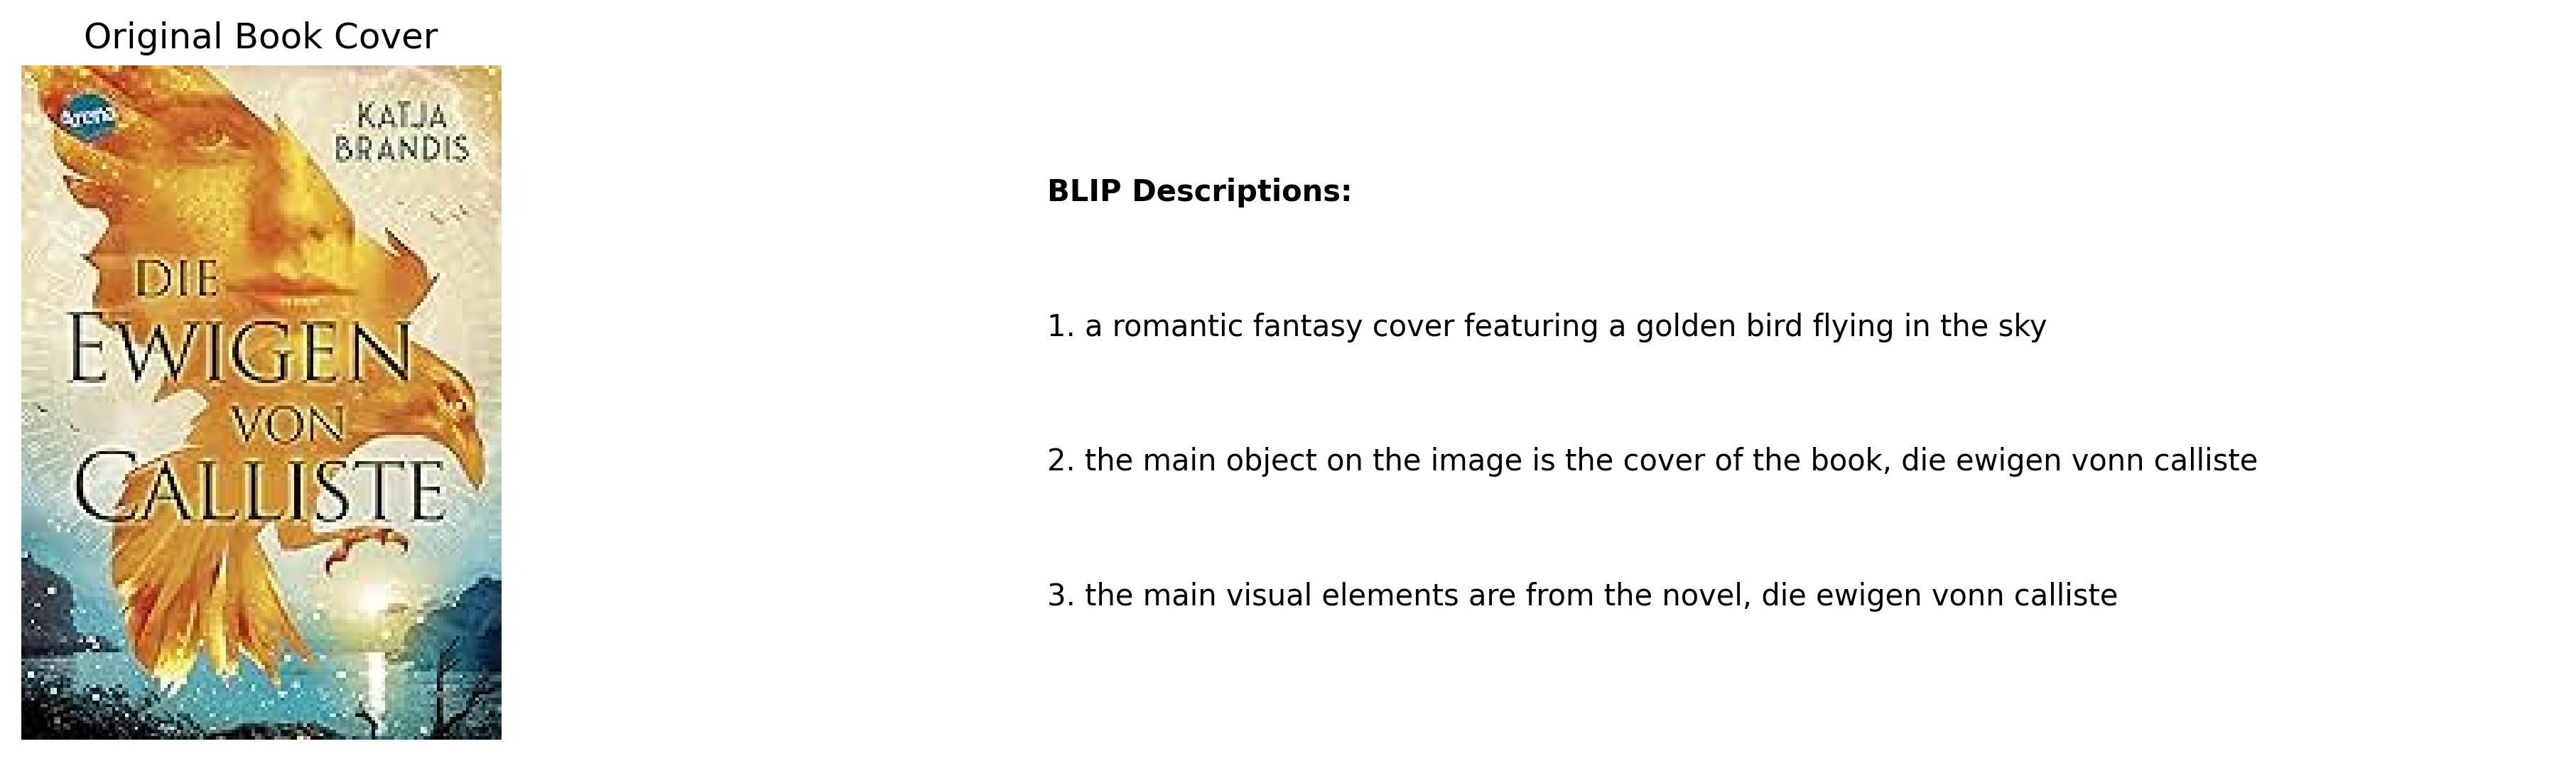 Original Book Cover
Arena
KATJA
BRANDIS
DIE
EWIGEN
VON
CALLISTE
BLIP Descriptions:
1. a romantic fantasy cover featuring a golden bird flying in the sky
2. the main object on the image is the cover of the book, die ewigen vonn calliste
3. the main visual elements are from the novel, die ewigen vonn calliste